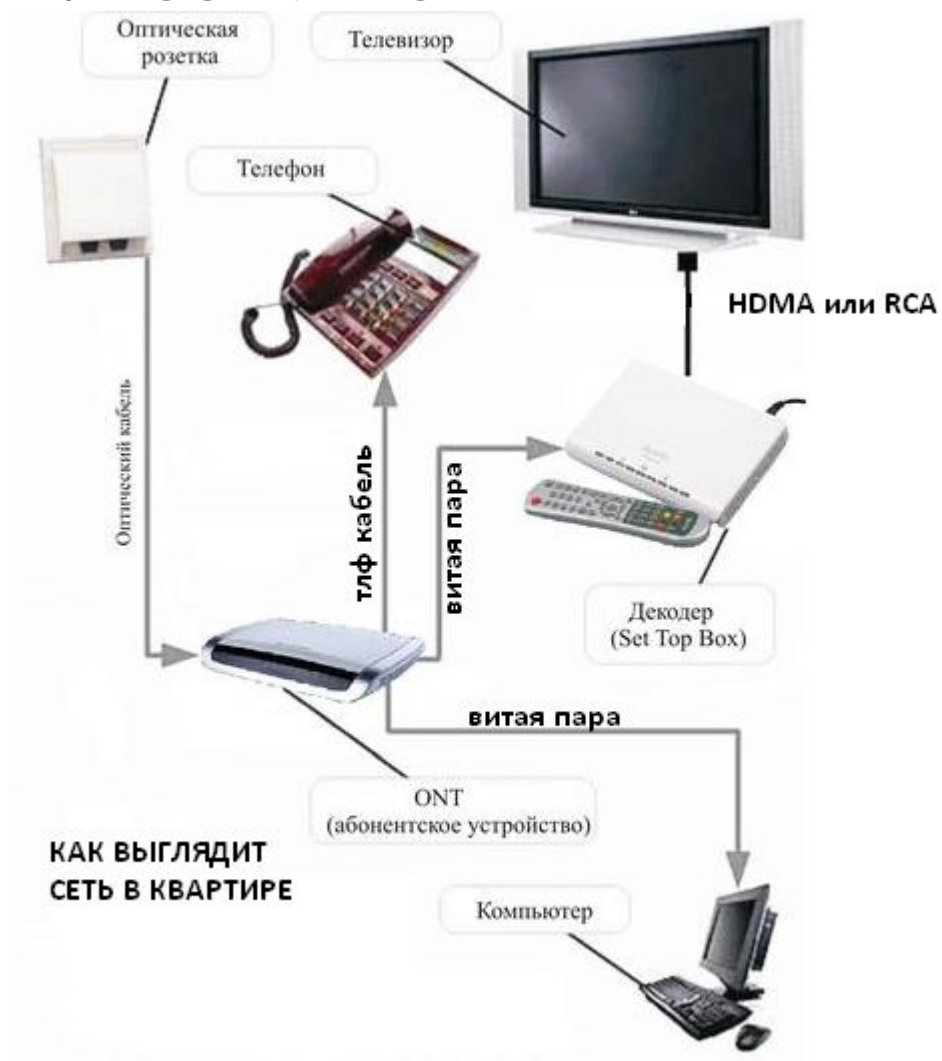 Оптическая
розетка
Телевизор
Телефон
HDMA или RCA
Оптический кабель
тлф кабель
витая пара
Декодер
(Set Top Box)
витая пара
ONT
(абонентское устройство)
КАК ВЫГЛЯДИТ
СЕТЬ В КВАРТИРЕ
Компьютер